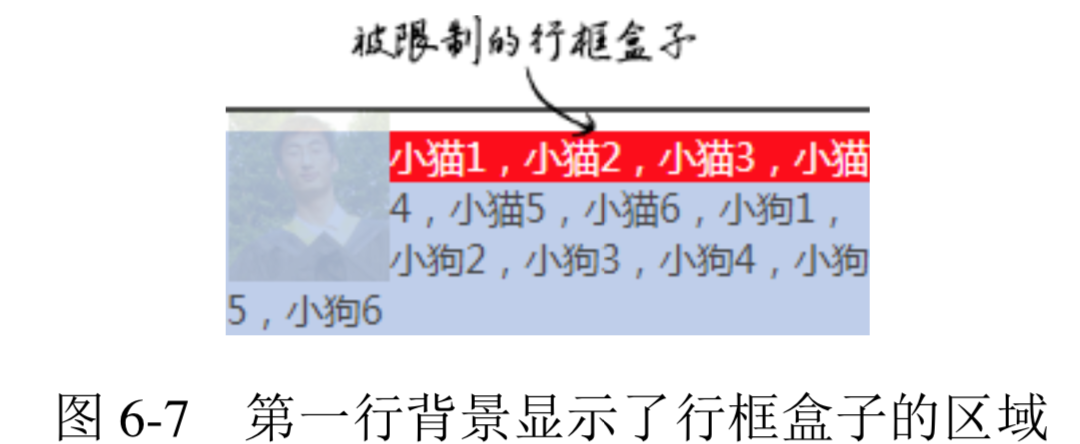 被限制的行框盒子
小猫1，小猫2，小猫3，小猫
4，小猫5，小猫6，小狗1，
小狗2，小狗3，小狗4，小狗
5，小狗6
图 6-7 第一行背景显示了行框盒子的区域